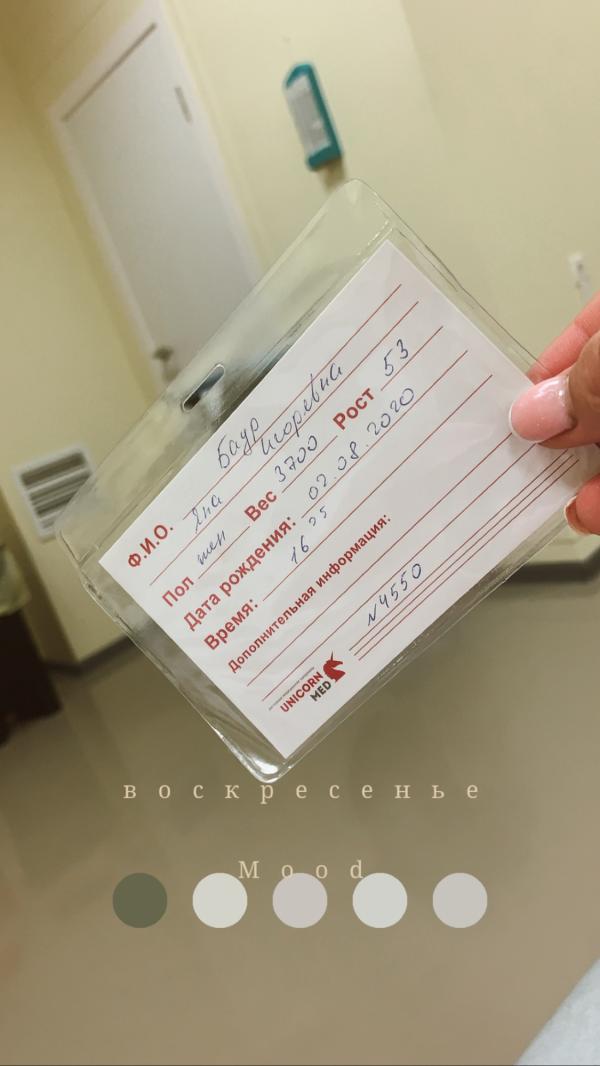 Ф.И.О. Баур
Яна Игоревна
Пол жен Вес 3700 Рост 53
Дата рождения: 02.08.2020
Время: 16 25
Дополнительная информация:
N4550
UNICORN
MED
воскресенье
Mood